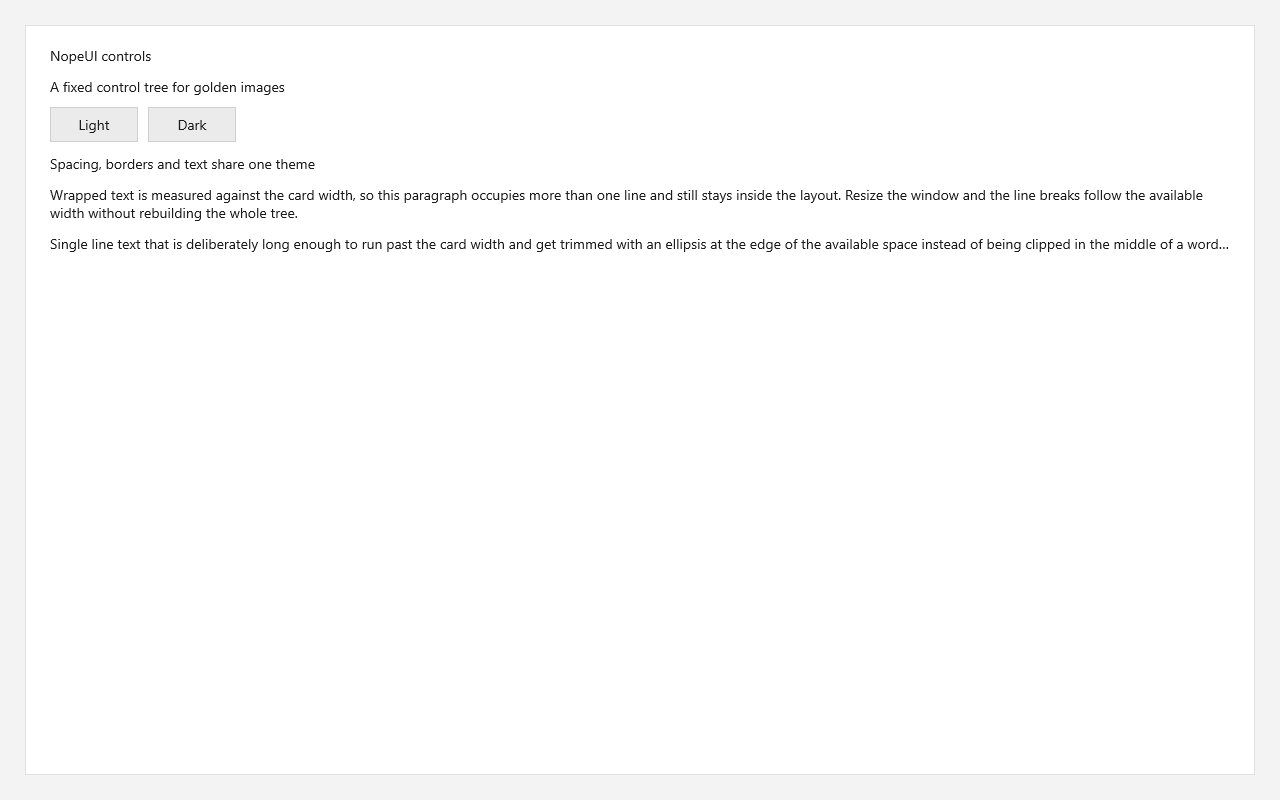 NopeUI controls
A fixed control tree for golden images
Light
Dark
Spacing, borders and text share one theme
Wrapped text is measured against the card width, so this paragraph occupies more than one line and still stays inside the layout. Resize the window and the line breaks follow the available
width without rebuilding the whole tree.
Single line text that is deliberately long enough to run past the card width and get trimmed with an ellipsis at the edge of the available space instead of being clipped in the middle of a word...